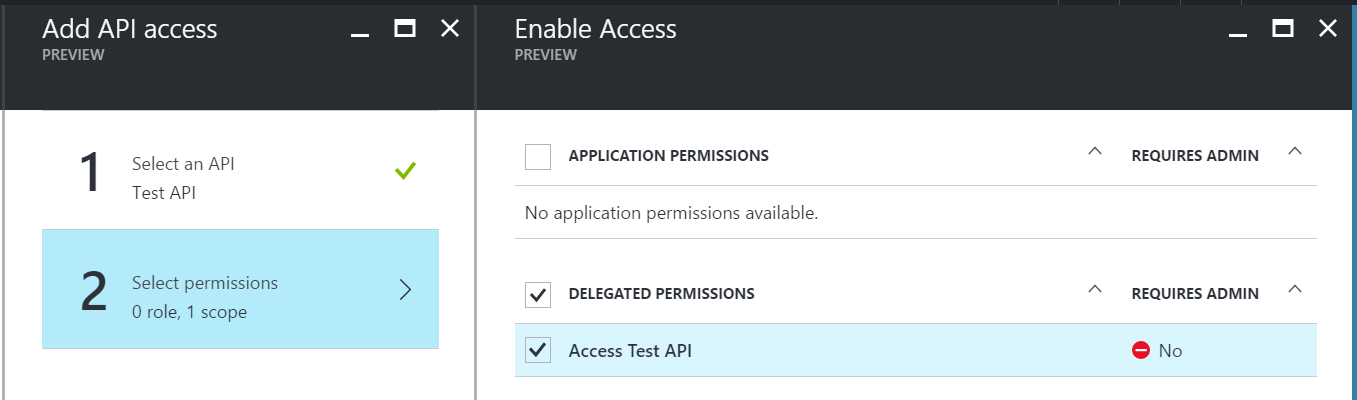 Add API access
PREVIEW
1
Select an API
Test API
2
Select permissions
0 role, 1 scope
Enable Access
PREVIEW
APPLICATION PERMISSIONS REQUIRES ADMIN
No application permissions available.
DELEGATED PERMISSIONS REQUIRES ADMIN
Access Test API No